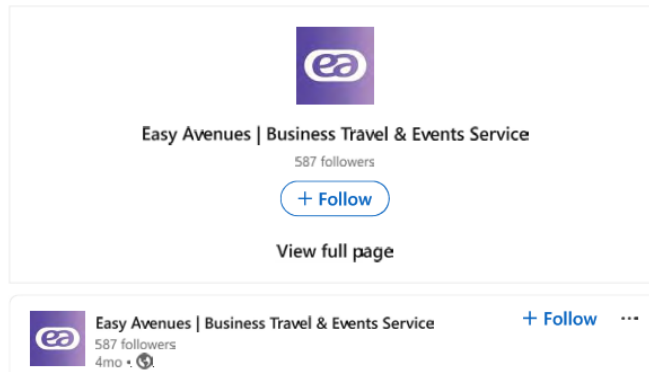 ea
Easy Avenues | Business Travel & Events Service
587 followers
+ Follow
View full page
ea
Easy Avenues | Business Travel & Events Service
587 followers
4mo •
+ Follow ...